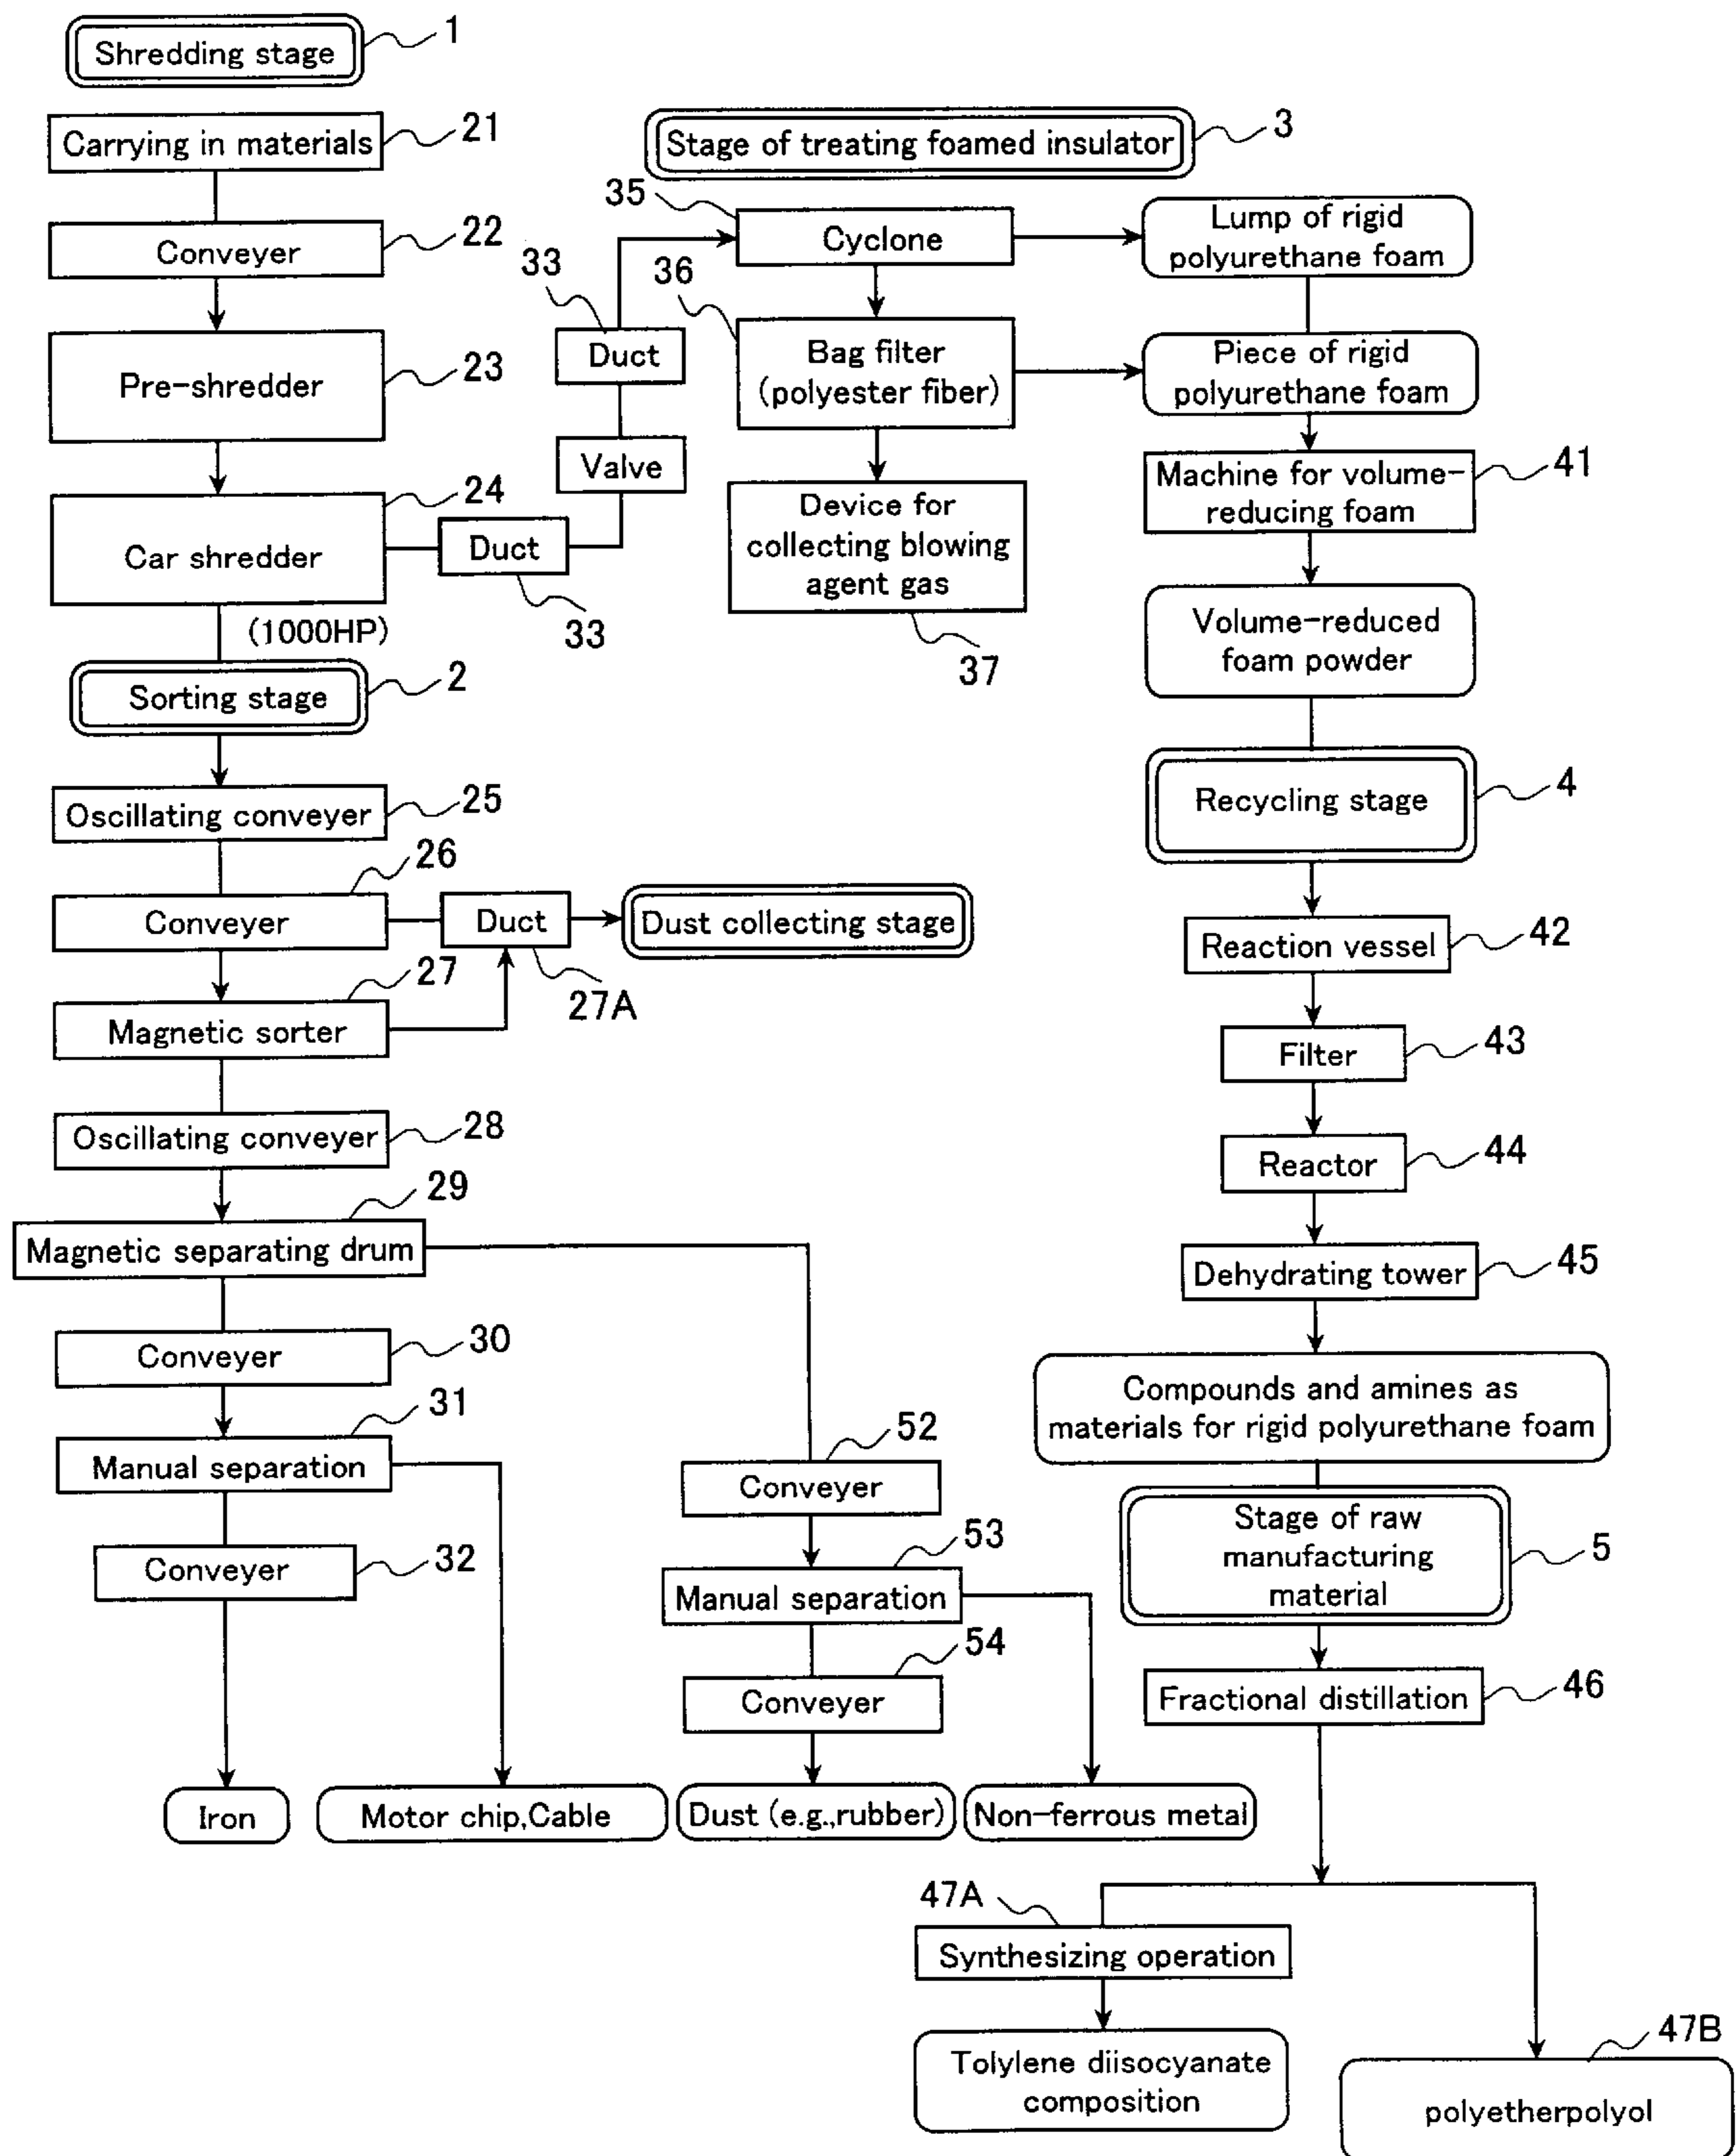 Shredding stage
1
Carrying in materials
21
Conveyer
22
Pre-shredder
23
Car shredder
24
(1000HP)
Duct
33
Valve
Duct
33
Stage of treating foamed insulator
3
35
Cyclone
36
Bag filter
(polyester fiber)
Device for
collecting blowing
agent gas
37
Lump of rigid
polyurethane foam
Piece of rigid
polyurethane foam
Machine for volume-
reducing foam
41
Volume-reduced
foam powder
Sorting stage
2
Oscillating conveyer
25
Conveyer
26
Duct
27A
Dust collecting stage
Magnetic sorter
27
Oscillating conveyer
28
Magnetic separating drum
29
Conveyer
30
Manual separation
31
Conveyer
32
Iron
Motor chip,Cable
52
Conveyer
53
Manual separation
54
Conveyer
Dust (e.g.,rubber)
Non-ferrous metal
Recycling stage
4
Reaction vessel
42
Filter
43
Reactor
44
Dehydrating tower
45
Compounds and amines as
materials for rigid polyurethane foam
Stage of raw
manufacturing
material
5
Fractional distillation
46
47A
Synthesizing operation
Tolylene diisocyanate
composition
47B
polyetherpolyol